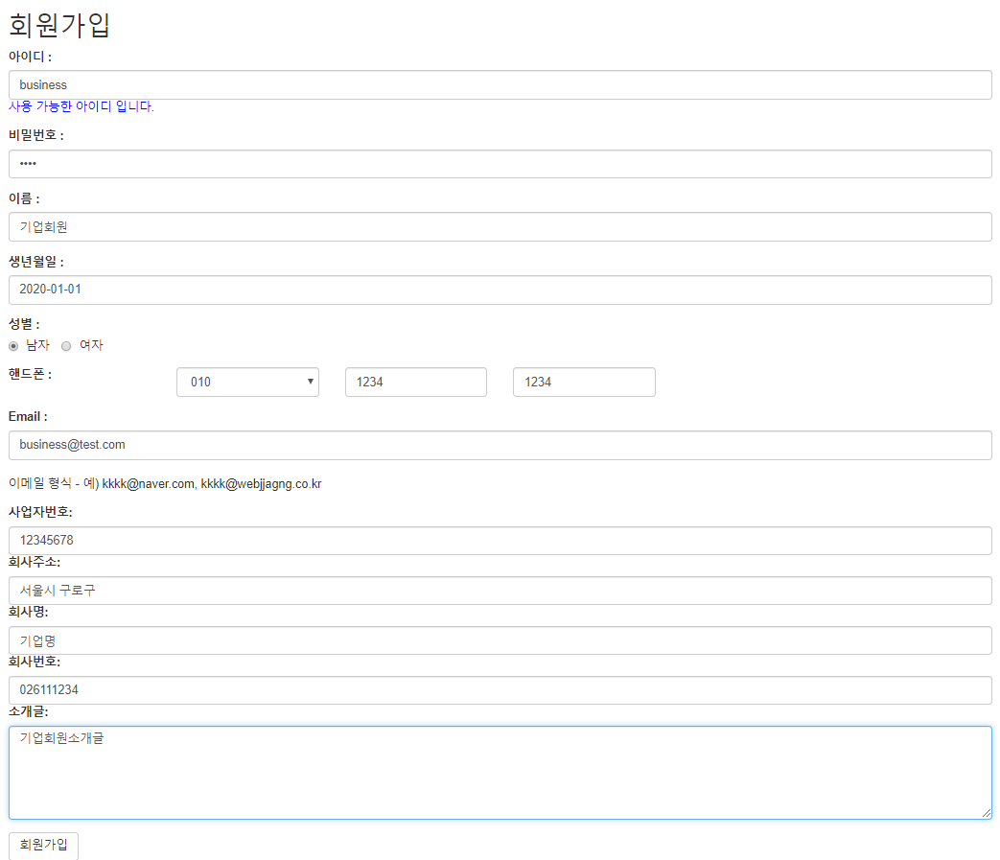 회원가입
아이디 :
business
사용 가능한 아이디 입니다.
비밀번호 :
••••
이름 :
기업회원
생년월일 :
2020-01-01
성별 :
남자 여자
핸드폰 : 010 1234 1234
Email :
business@test.com
이메일 형식 - 예) kkkk@naver.com, kkkk@webjjagng.co.kr
사업자번호:
12345678
회사주소:
서울시 구로구
회사명:
기업명
회사번호:
026111234
소개글:
기업회원소개글
회원가입